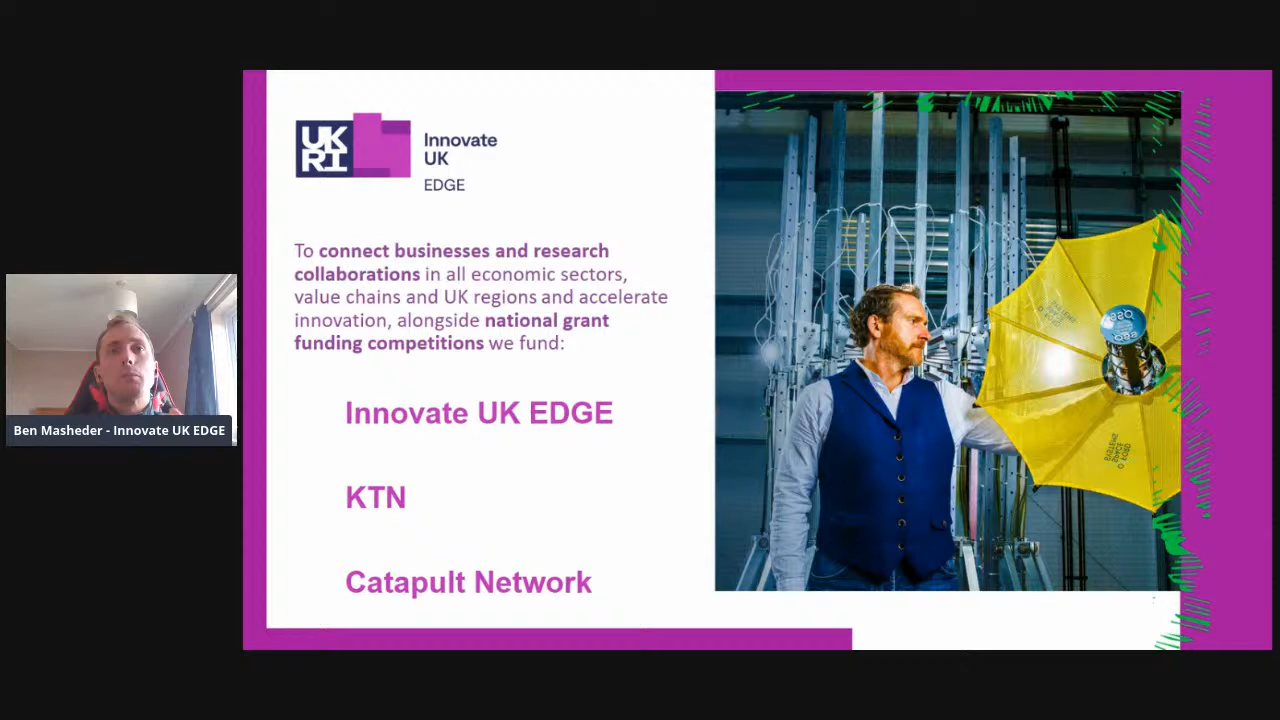 UK
RI
Innovate
UK
EDGE
To connect businesses and research
collaborations in all economic sectors,
value chains and UK regions and accelerate
innovation, alongside national grant
funding competitions we fund:
Innovate UK EDGE
KTN
Catapult Network
Ben Masheder - Innovate UK EDGE